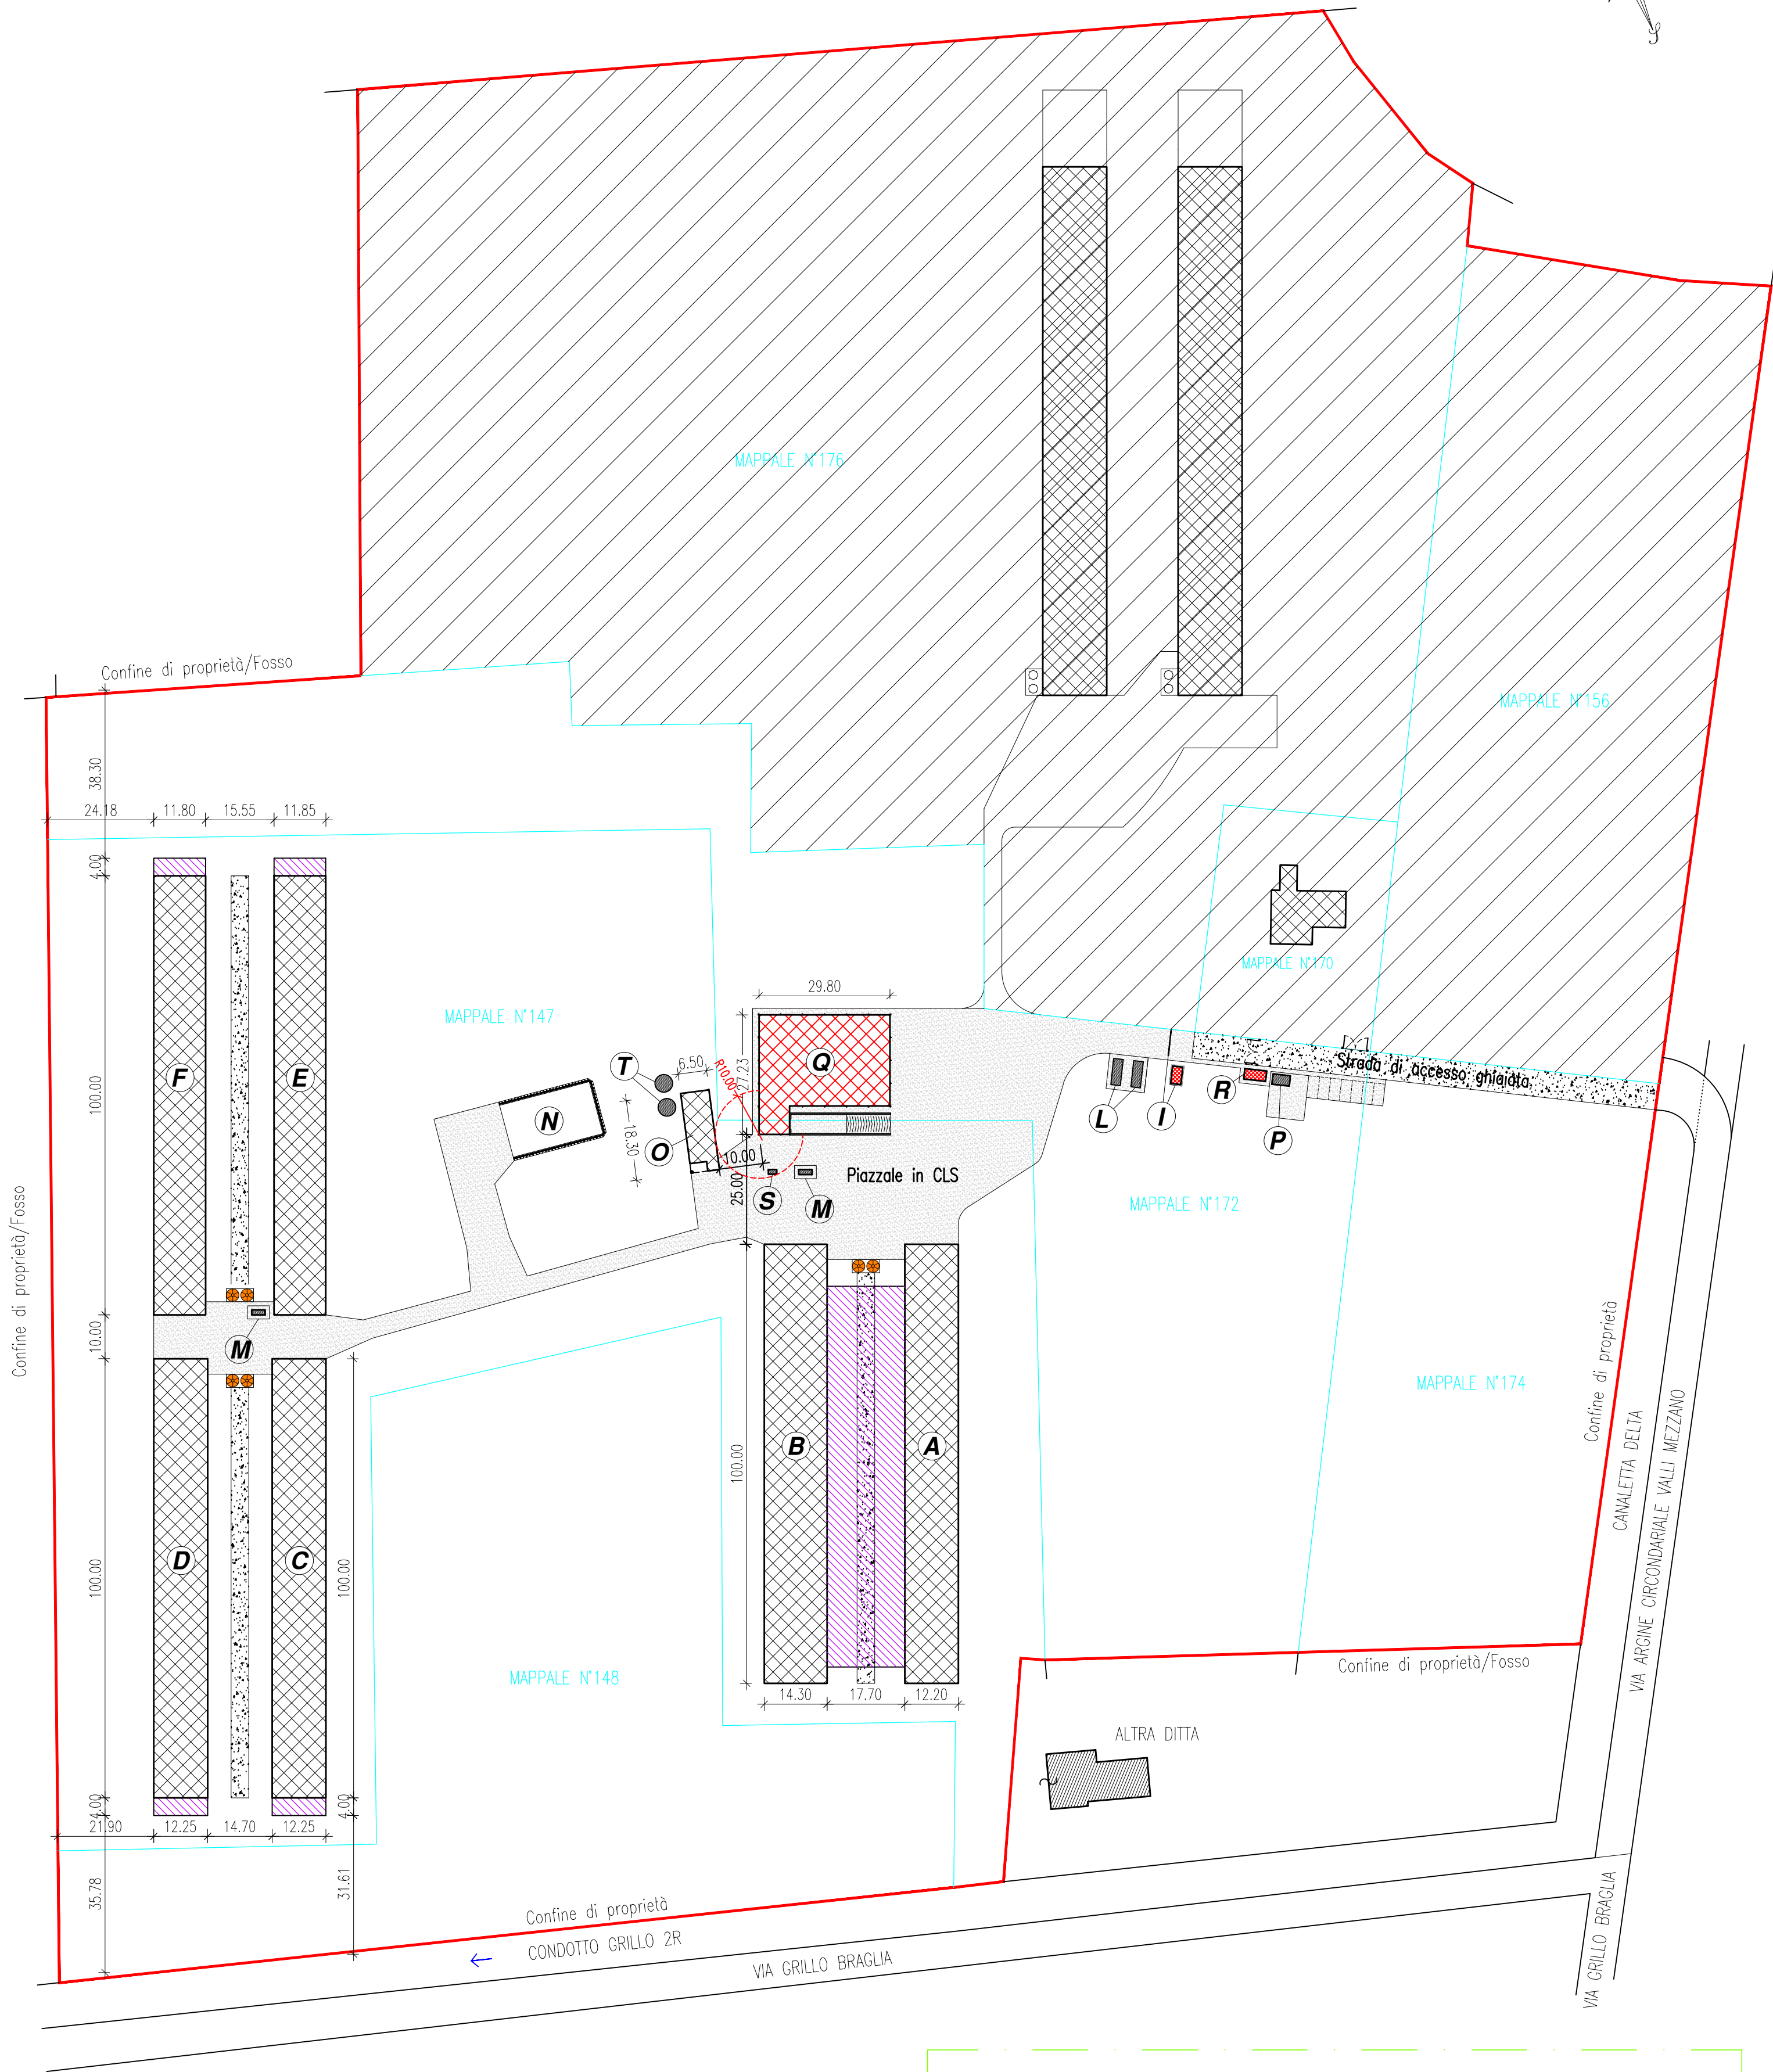 S
MAPPALE N°176
Confine di proprietà/Fosso
MAPPALE N°156
38.30
24.18
11.80
15.55
11.85
4.00
MAPPALE N°170
29.80
MAPPALE N°147
F
E
T
6.50
R10.00
27.23
Q
Strada di accesso ghiaiata
100.00
N
18.30
O
L
I
R
P
10.00
Piazzale in CLS
25.00
S
M
MAPPALE N°172
Confine di proprietà/Fosso
10.00
M
Confine di proprietà
MAPPALE N°174
B
A
100.00
CANALETTA DELTA
VIA ARGINE CIRCONDARIALE VALLI MEZZANO
D
C
100.00
100.00
MAPPALE N°148
14.30
17.70
12.20
Confine di proprietà/Fosso
ALTRA DITTA
4.00
4.00
21.90
12.25
14.70
12.25
35.78
31.61
Confine di proprietà
CONDOTTO GRILLO 2R
VIA GRILLO BRAGLIA
VIA GRILLO BRAGLIA